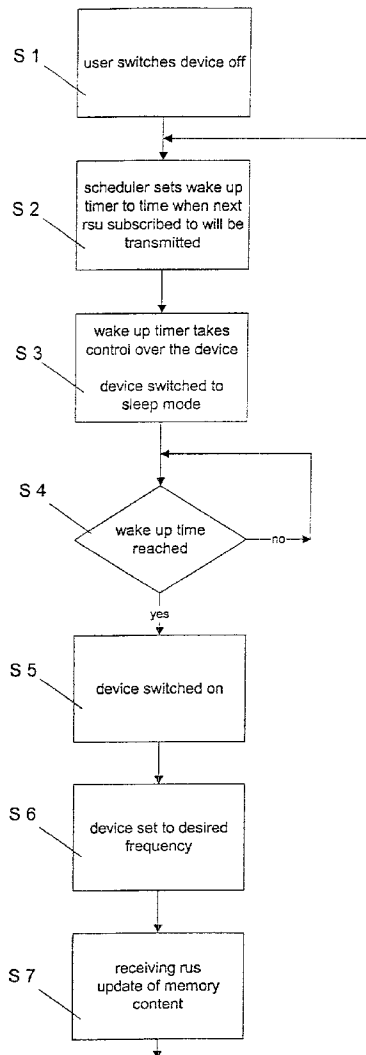 S 1
user switches device off
S 2
scheduler sets wake up
timer to time when next
rsu subscribed to will be
transmitted
S 3
wake up timer takes
control over the device
device switched to
sleep mode
S 4
wake up time
reached
no
yes
S 5
device switched on
S 6
device set to desired
frequency
S 7
receiving rus
update of memory
content